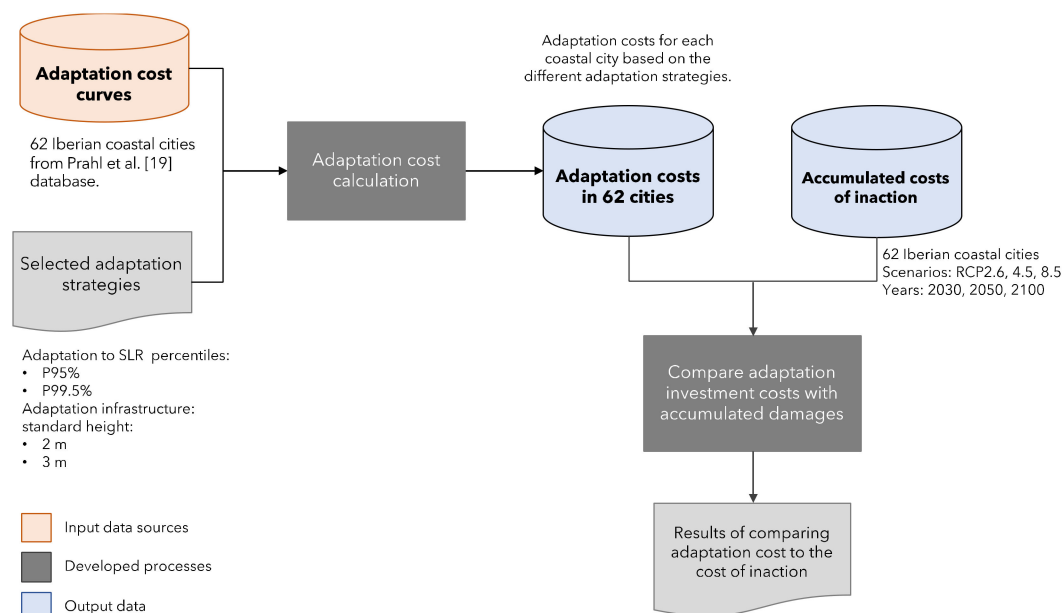 Adaptation cost
curves
62 Iberian coastal cities
from Prahl et al. [19]
database.
Selected adaptation
strategies
Adaptation to SLR percentiles:
• P95%
• P99.5%
Adaptation infrastructure:
standard height:
• 2 m
• 3 m
Adaptation cost
calculation
Adaptation costs for each
coastal city based on the
different adaptation strategies.
Adaptation costs
in 62 cities
Accumulated costs
of inaction
62 Iberian coastal cities
Scenarios: RCP2.6, 4.5, 8.5
Years: 2030, 2050, 2100
Compare adaptation
investment costs with
accumulated damages
Results of comparing
adaptation cost to the
cost of inaction
Input data sources
Developed processes
Output data